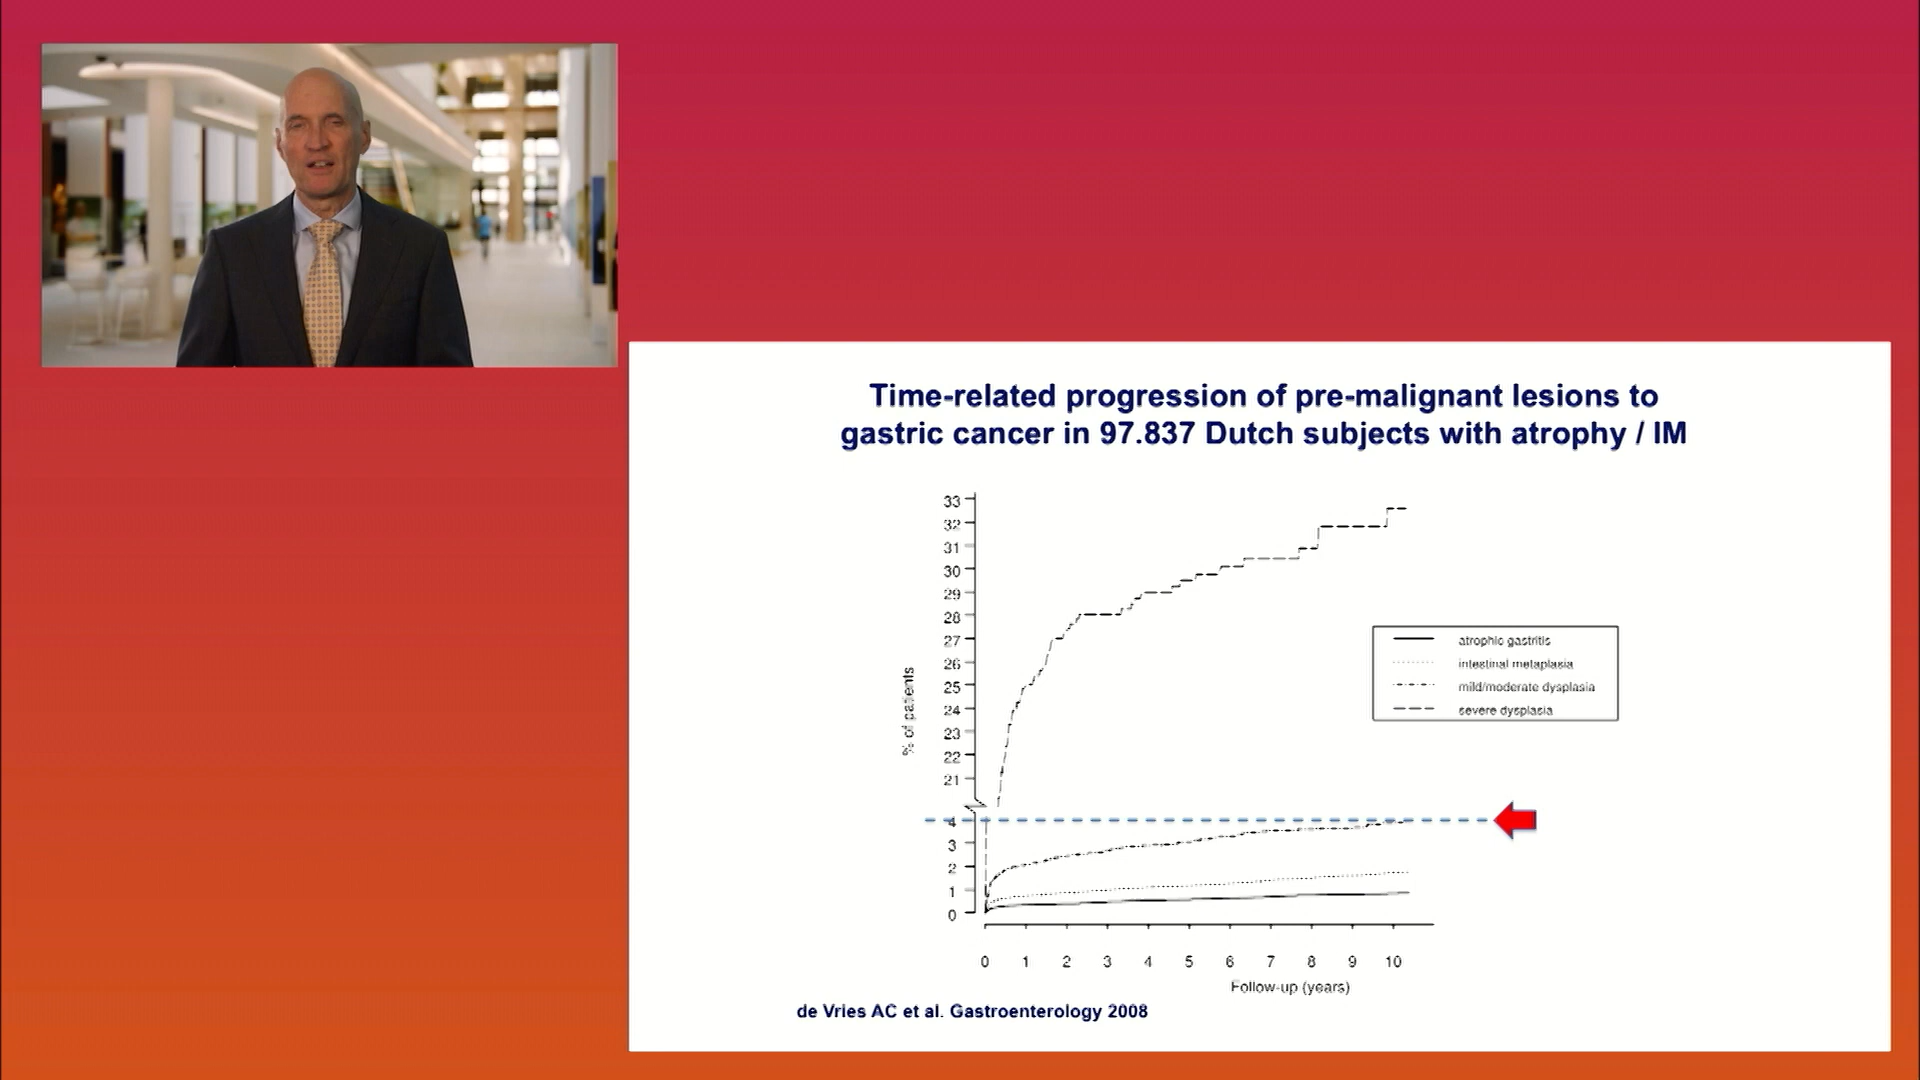 Time-related progression of pre-malignant lesions to
gastric cancer in 97.837 Dutch subjects with atrophy / IM
33
32
31
30
29
28
27
26
25
24
23
22
21
4
3
2
1
0
% of patients
atrophic gastritis
intestinal metaplasia
mild/moderate dysplasia
severe dysplasia
0 1 2 3 4 5 6 7 8 9 10
Follow-up (years)
de Vries AC et al. Gastroenterology 2008